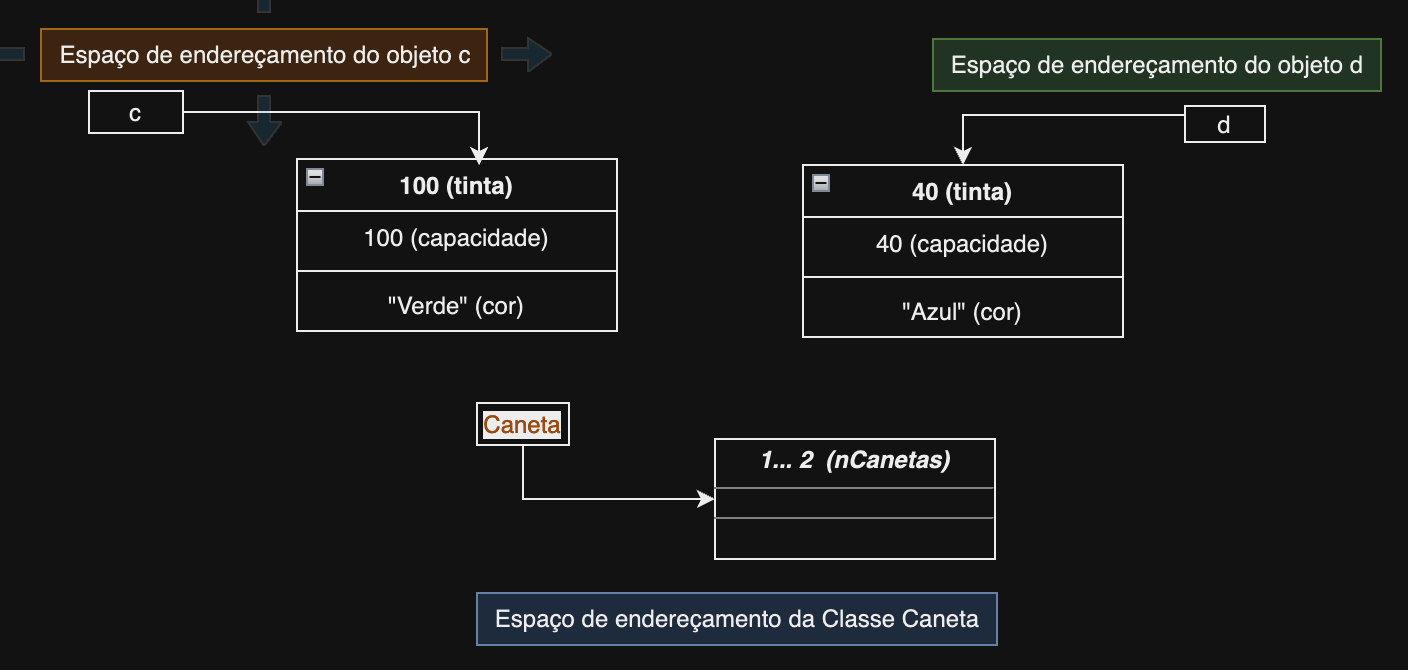 Espaço de endereçamento do objeto c
Espaço de endereçamento do objeto d
c
d
100 (tinta)
100 (capacidade)
"Verde" (cor)
40 (tinta)
40 (capacidade)
"Azul" (cor)
Caneta
1... 2 (nCanetas)
Espaço de endereçamento da Classe Caneta